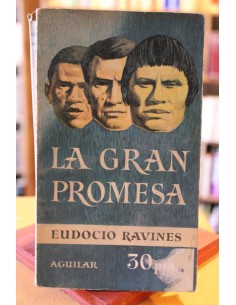 LA GRAN
PROMESA
EUDOCIO RAVINES
AGUILAR
30